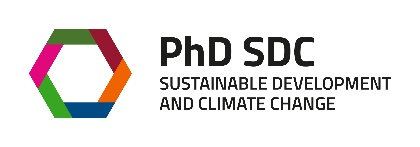 PhD SDC
SUSTAINABLE DEVELOPMENT
AND CLIMATE CHANGE